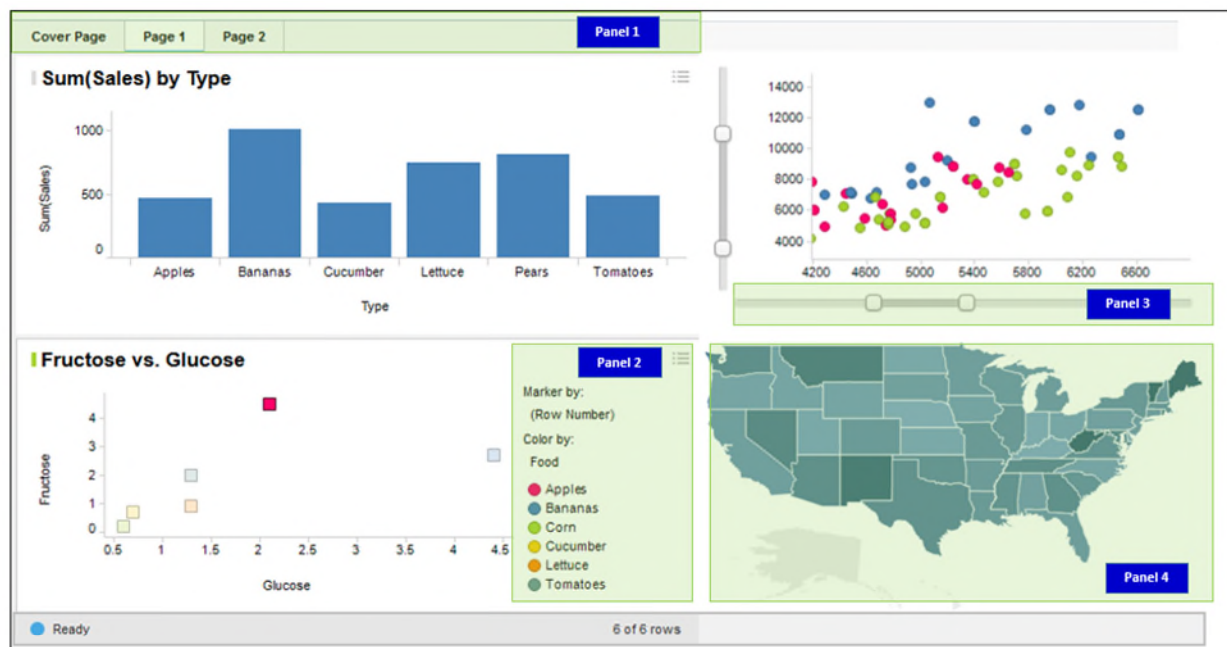 Cover Page Page 1 Page 2 Panel 1
Sum(Sales) by Type
1000
500
0
Sum(Sales)
Apples Bananas Cucumber Lettuce Pears Tomatoes
Type
14000
12000
10000
8000
6000
4000
4200 4600 5000 5400 5800 6200 6600
Panel 3
Fructose vs. Glucose
4
3
2
1
0
Fructose
0.5 1 1.5 2 2.5 3 3.5 4 4.5
Glucose
Panel 2
Marker by:
(Row Number)
Color by:
Food
Apples
Bananas
Corn
Cucumber
Lettuce
Tomatoes
Panel 4
Ready 6 of 6 rows